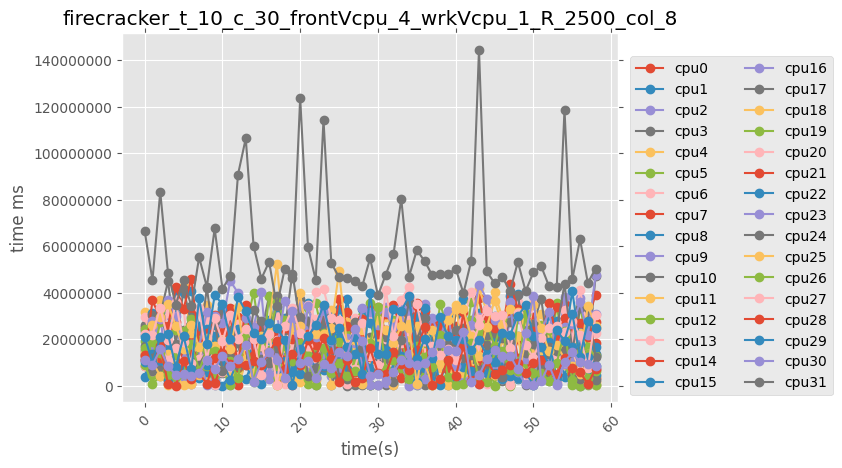 firecracker_t_10_c_30_frontVcpu_4_wrkVcpu_1_R_2500_col_8
time ms
140000000
120000000
100000000
80000000
60000000
40000000
20000000
0
0
10
20
30
40
50
60
time(s)
cpu0
cpu1
cpu2
cpu3
cpu4
cpu5
cpu6
cpu7
cpu8
cpu9
cpu10
cpu11
cpu12
cpu13
cpu14
cpu15
cpu16
cpu17
cpu18
cpu19
cpu20
cpu21
cpu22
cpu23
cpu24
cpu25
cpu26
cpu27
cpu28
cpu29
cpu30
cpu31